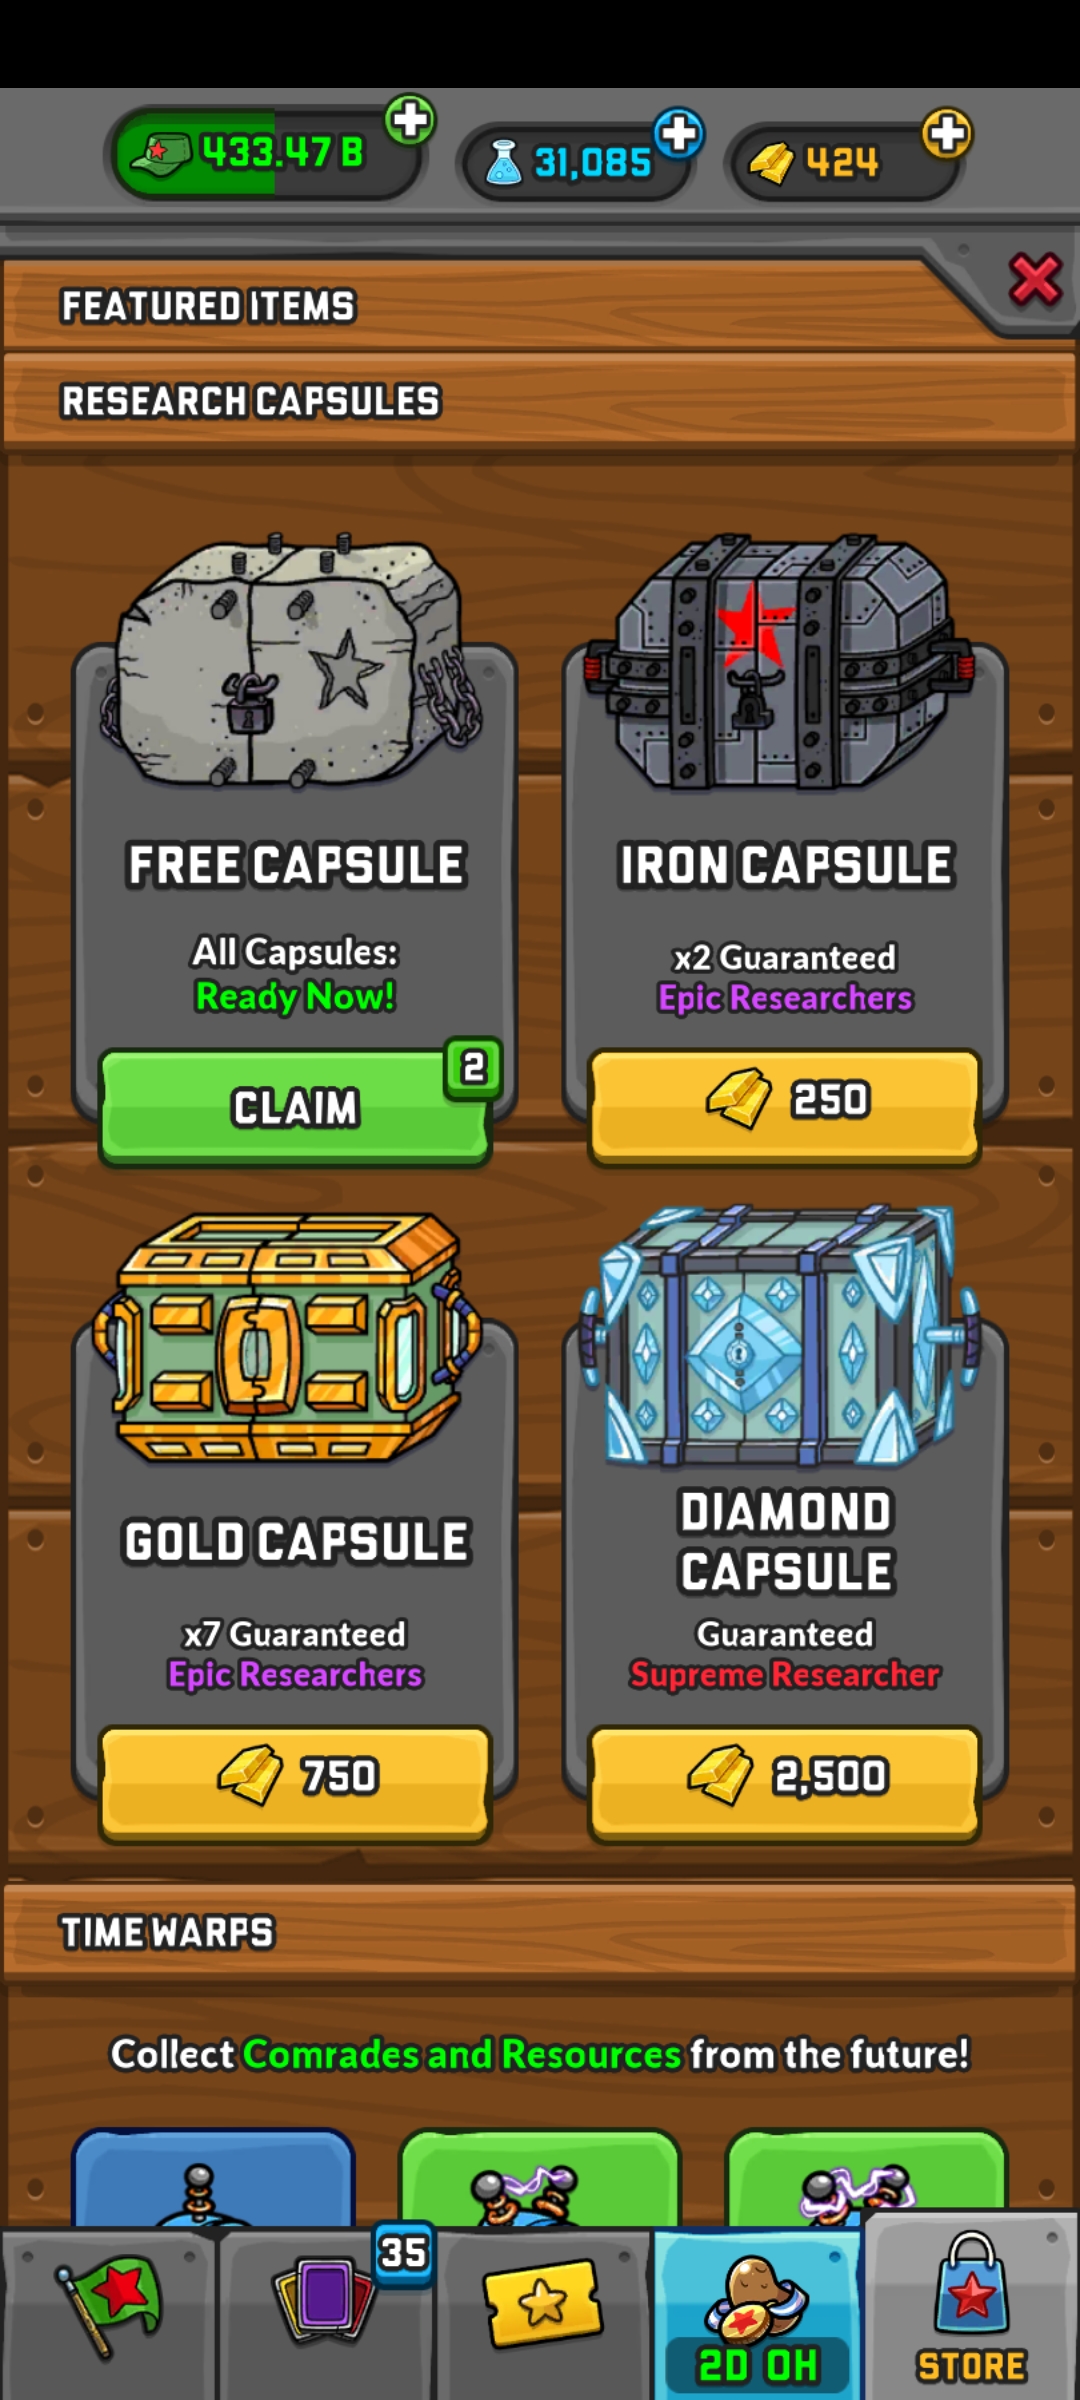 433.47 B
31,085
424
FEATURED ITEMS
RESEARCH CAPSULES
FREE CAPSULE
All Capsules:
Ready Now!
2
CLAIM
IRON CAPSULE
x2 Guaranteed
Epic Researchers
250
GOLD CAPSULE
x7 Guaranteed
Epic Researchers
750
DIAMOND
CAPSULE
Guaranteed
Supreme Researcher
2,500
TIME WARPS
Collect Comrades and Resources from the future!
35
2D 0H
STORE